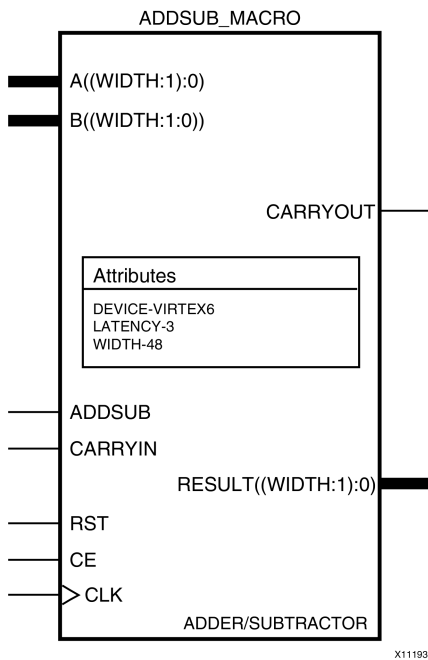 ADDSUB_MACRO
A((WIDTH:1):0)
B((WIDTH:1:0))
CARRYOUT
Attributes
DEVICE-VIRTEX6
LATENCY-3
WIDTH-48
ADDSUB
CARRYIN
RESULT((WIDTH:1):0)
RST
CE
CLK
ADDER/SUBTRACTOR
X11193